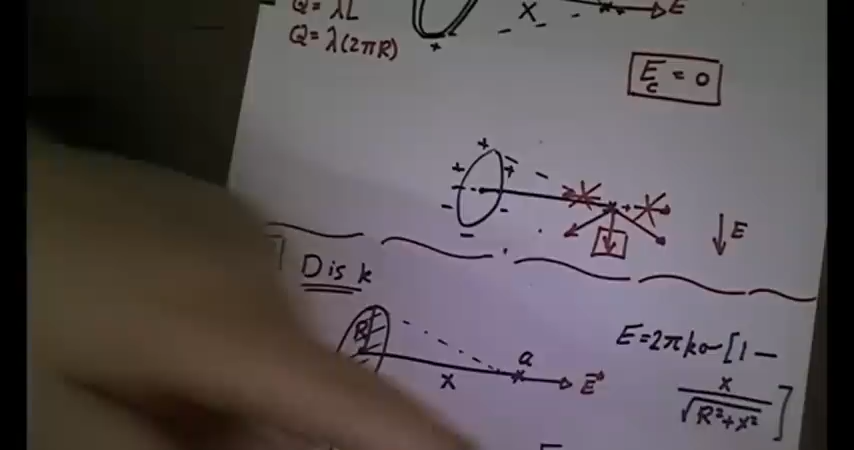 Q = λL
Q = λ(2πR)
X
E
+
E_c = 0
+
+ +
- -
-
+
E
Disk
R
a
X
E
E = 2πkσ[1 -
x
√R²+x² ]